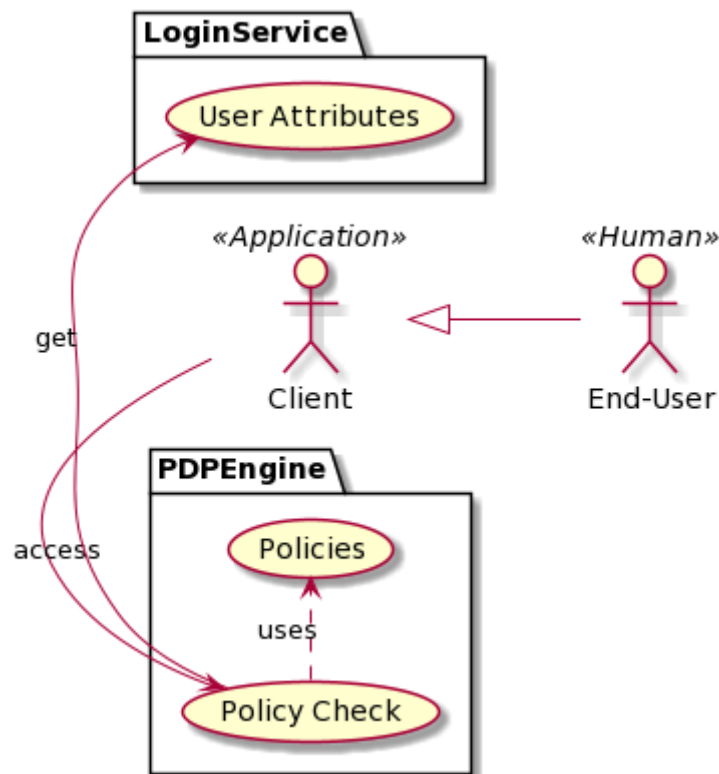 LoginService
User Attributes
«Application»
«Human»
get
Client
End-User
PDPEngine
Policies
access
uses
Policy Check